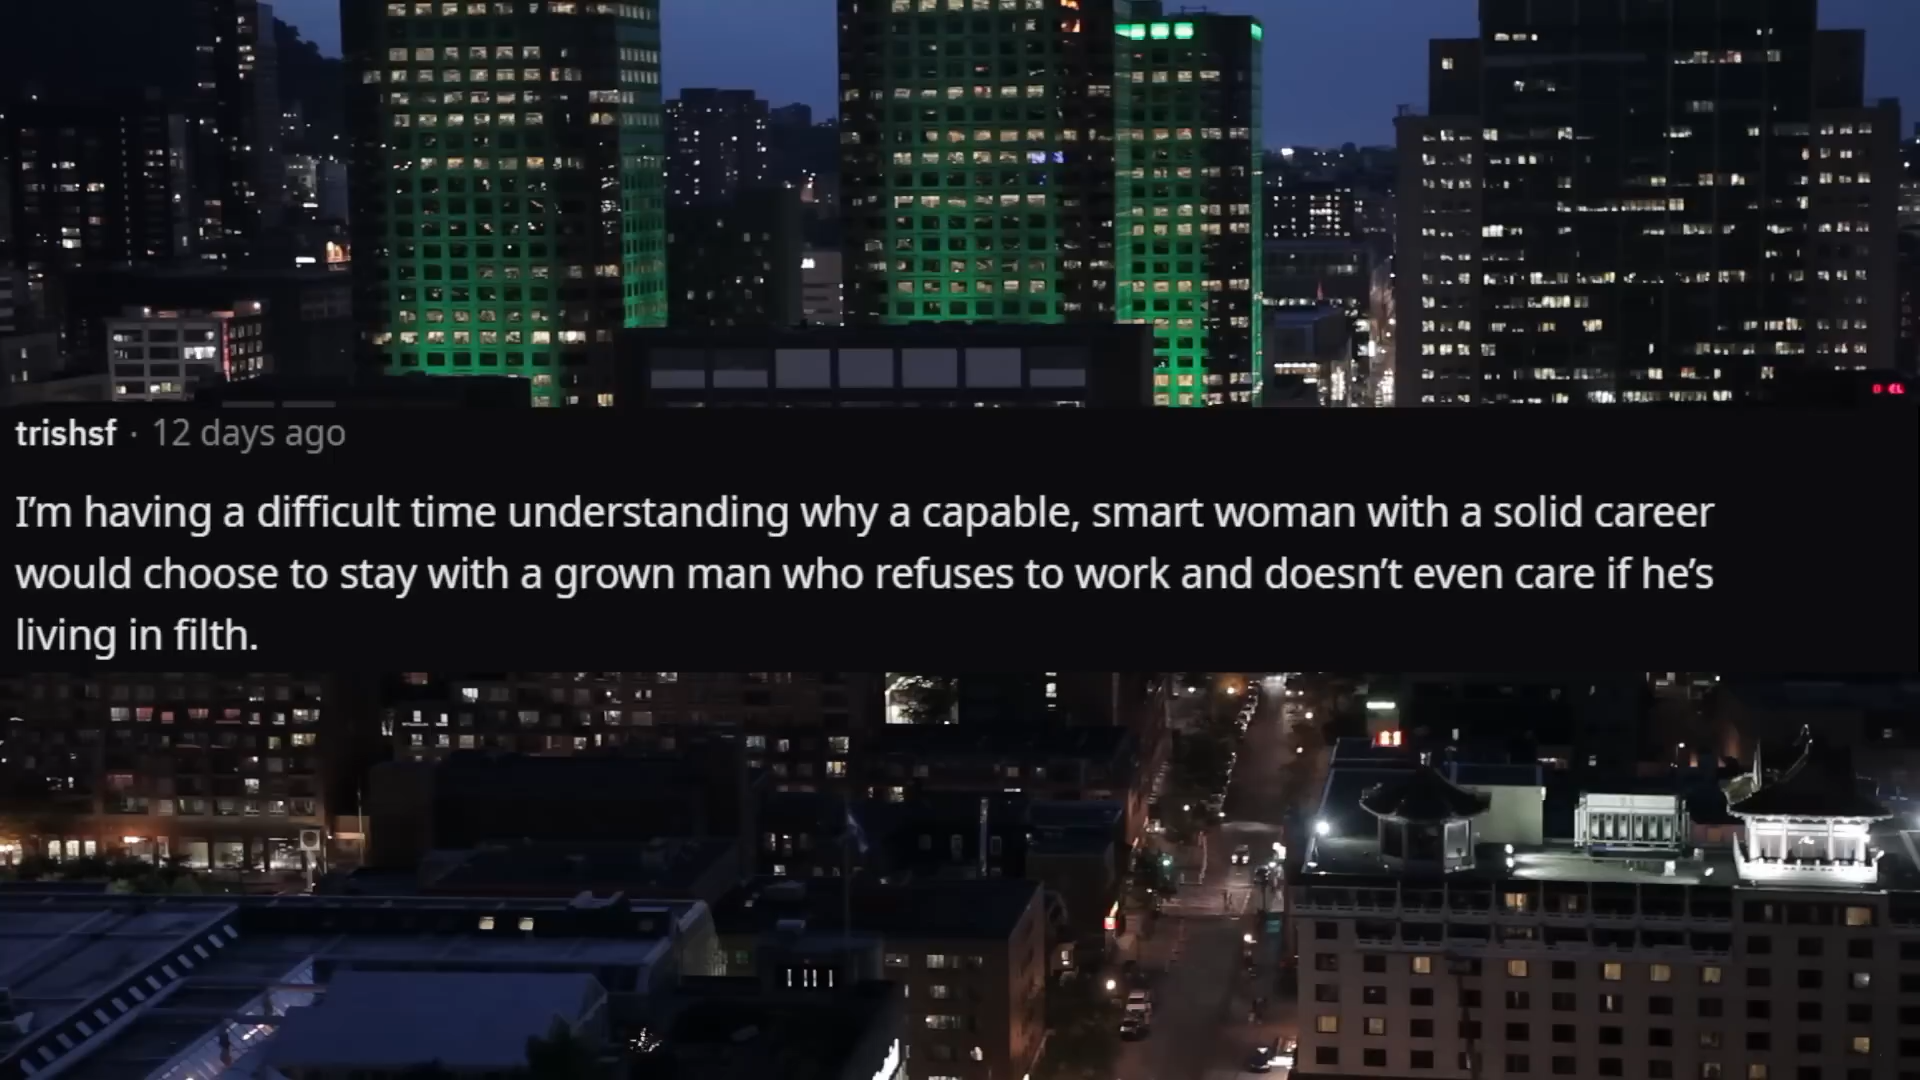 trishsf · 12 days ago
I’m having a difficult time understanding why a capable, smart woman with a solid career
would choose to stay with a grown man who refuses to work and doesn’t even care if he’s
living in filth.